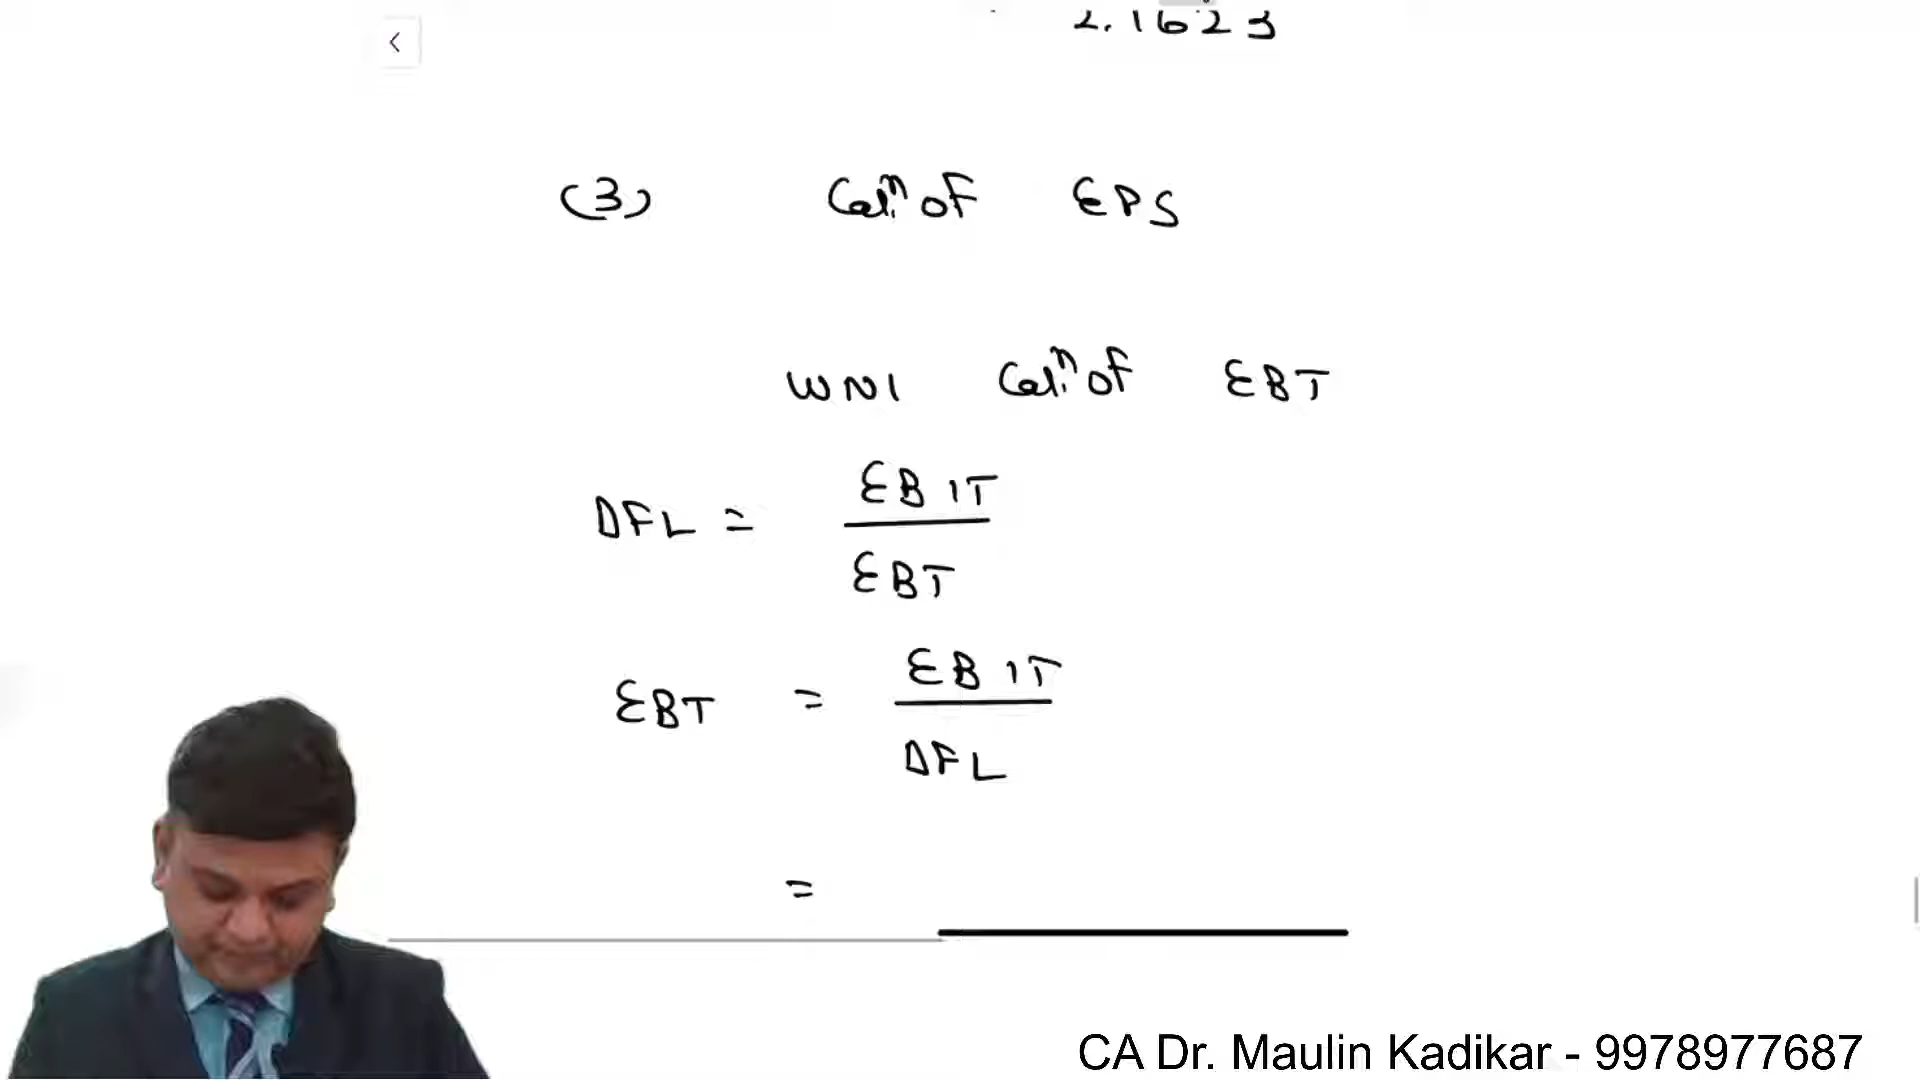 2.1623
(3) Calⁿ of EPS
WN1 Calⁿ of EBT
DFL = EBIT
EBT
EBT = EBIT
DFL
=
CA Dr. Maulin Kadikar - 9978977687